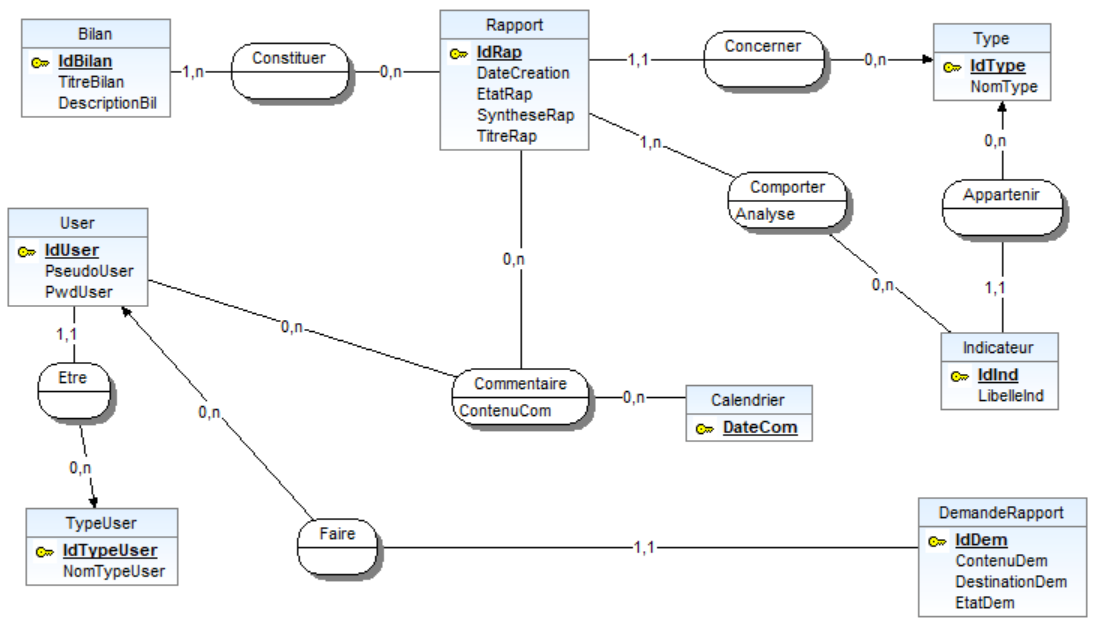 Bilan
IdBilan
TitreBilan
DescriptionBil
1,n
Constituer
0,n
Rapport
IdRap
DateCreation
EtatRap
SyntheseRap
TitreRap
1,1
Concerner
0,n
Type
IdType
NomType
1,n
Comporter
Analyse
0,n
0,n
Appartenir
1,1
Indicateur
IdInd
LibelleInd
User
IdUser
PseudoUser
PwdUser
0,n
0,n
Commentaire
ContenuCom
0,n
Calendrier
DateCom
1,1
Etre
0,n
TypeUser
IdTypeUser
NomTypeUser
0,n
Faire
1,1
DemandeRapport
IdDem
ContenuDem
DestinationDem
EtatDem